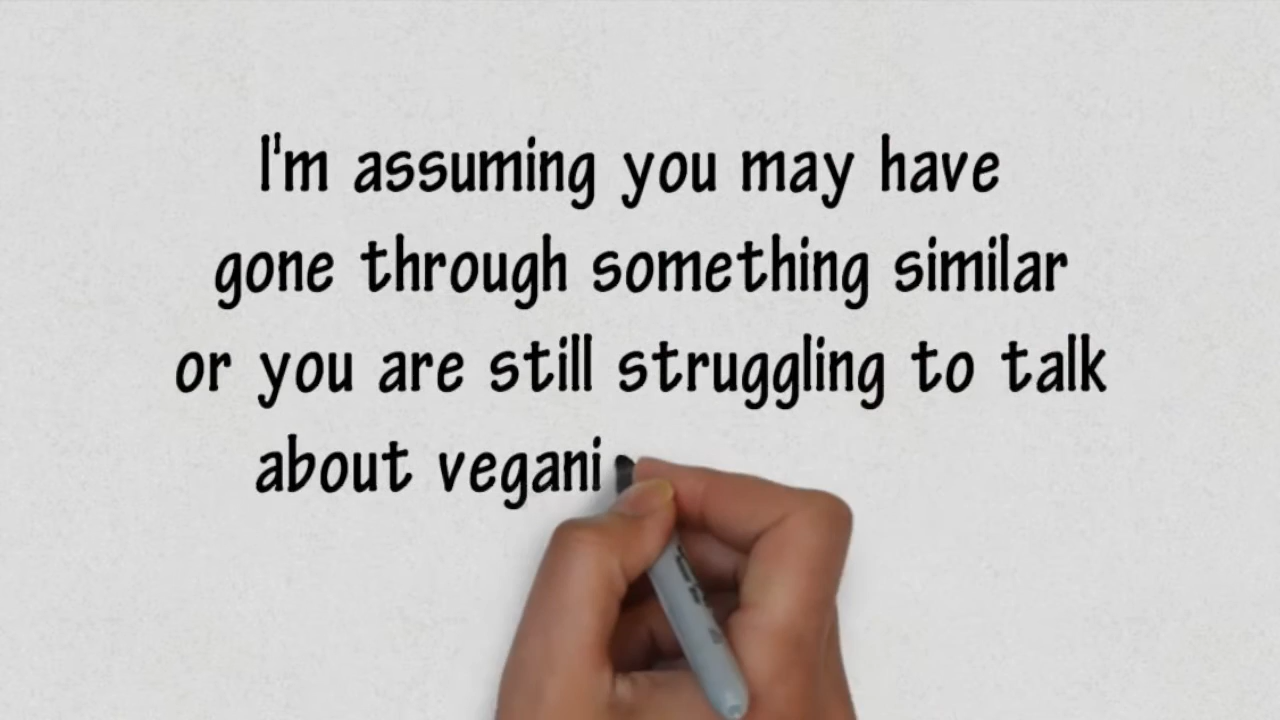 I'm assuming you may have
gone through something similar
or you are still struggling to talk
about vegani